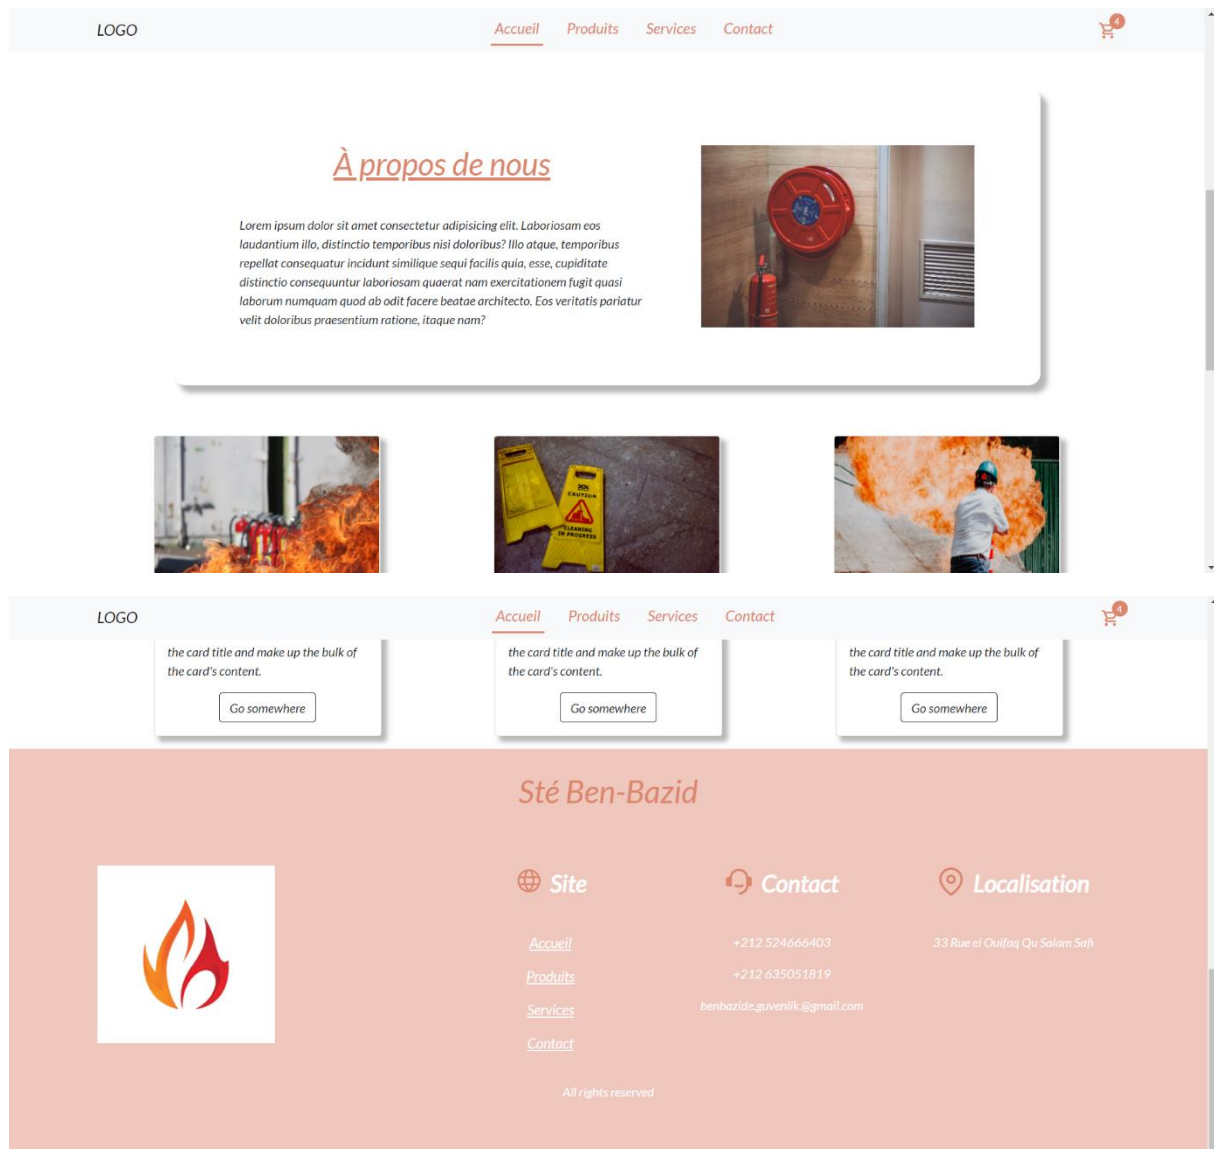 LOGO
Accueil Produits Services Contact
4
À propos de nous
Lorem ipsum dolor sit amet consectetur adipisicing elit. Laboriosam eos
laudantium illo, distinctio temporibus nisi doloribus? Illo atque, temporibus
repellat consequatur incidunt similique sequi facilis quia, esse, cupiditate
distinctio consequuntur laboriosam quaerat nam exercitationem fugit quasi
laborum numquam quod ab odit facere beatae architecto. Eos veritatis pariatur
velit doloribus praesentium ratione, itaque nam?
CAUTION
CLEANING
IN PROGRESS
LOGO
Accueil Produits Services Contact
4
the card title and make up the bulk of
the card's content.
Go somewhere
the card title and make up the bulk of
the card's content.
Go somewhere
the card title and make up the bulk of
the card's content.
Go somewhere
Sté Ben-Bazid
Site
Accueil
Produits
Services
Contact
Contact
+212 524666403
+212 635051819
benbazide.guvenlik.@gmail.com
Localisation
33 Rue el Ouifaq Qu Salam Safi
All rights reserved